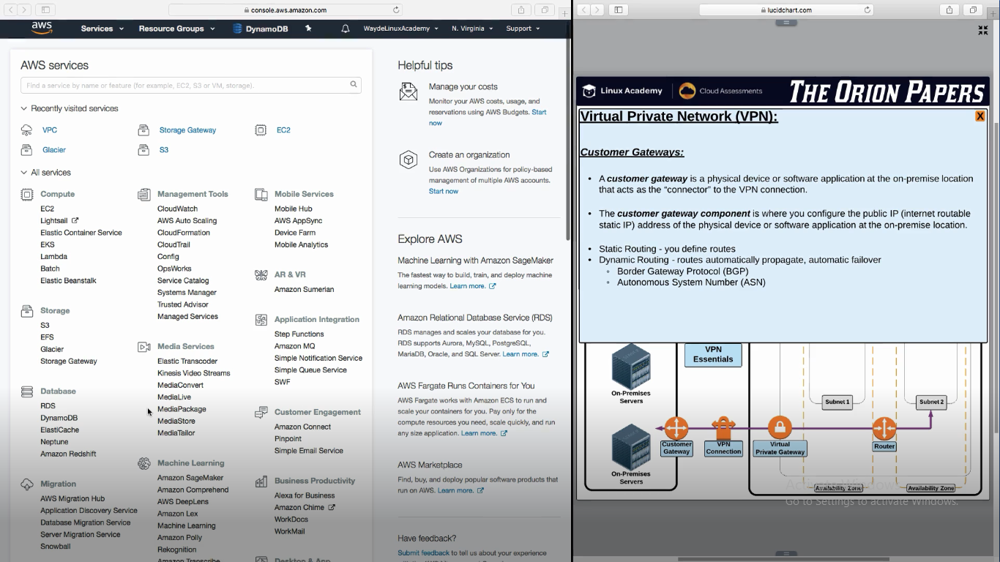 console.aws.amazon.com
aws
Services
Resource Groups
DynamoDB
WaydeLinuxAcademy
N. Virginia
Support
AWS services
Find a service by name or feature (for example, EC2, S3 or VM, storage).
Recently visited services
VPC
Storage Gateway
EC2
Glacier
S3
All services
Compute
EC2
Lightsail
Elastic Container Service
EKS
Lambda
Batch
Elastic Beanstalk
Storage
S3
EFS
Glacier
Storage Gateway
Database
RDS
DynamoDB
ElastiCache
Neptune
Amazon Redshift
Migration
AWS Migration Hub
Application Discovery Service
Database Migration Service
Server Migration Service
Snowball
Management Tools
CloudWatch
AWS Auto Scaling
CloudFormation
CloudTrail
Config
OpsWorks
Service Catalog
Systems Manager
Trusted Advisor
Managed Services
Media Services
Elastic Transcoder
Kinesis Video Streams
MediaConvert
MediaLive
MediaPackage
MediaStore
MediaTailor
Machine Learning
Amazon SageMaker
Amazon Comprehend
AWS DeepLens
Amazon Lex
Machine Learning
Amazon Polly
Rekognition
Amazon Transcribe
Mobile Services
Mobile Hub
AWS AppSync
Device Farm
Mobile Analytics
AR & VR
Amazon Sumerian
Application Integration
Step Functions
Amazon MQ
Simple Notification Service
Simple Queue Service
SWF
Customer Engagement
Amazon Connect
Pinpoint
Simple Email Service
Business Productivity
Alexa for Business
Amazon Chime
WorkDocs
WorkMail
Desktop & App
Helpful tips
Manage your costs
Monitor your AWS costs, usage, and
reservations using AWS Budgets. Start
now
Create an organization
Use AWS Organizations for policy-based
management of multiple AWS accounts.
Start now
Explore AWS
Machine Learning with Amazon SageMaker
The fastest way to build, train, and deploy machine
learning models. Learn more.
Amazon Relational Database Service (RDS)
RDS manages and scales your database for you.
RDS supports Aurora, MySQL, PostgreSQL,
MariaDB, Oracle, and SQL Server. Learn more.
AWS Fargate Runs Containers for You
AWS Fargate works with Amazon ECS to run and
scale your containers for you. Pay only for the
compute resources you need, scale quickly, and run
any size application. Learn more.
AWS Marketplace
Find, buy, and deploy popular software products that
run on AWS. Learn more.
Have feedback?
Submit feedback to tell us about your experience
lucidchart.com
Linux Academy
Cloud Assessments
THE ORION PAPERS
Virtual Private Network (VPN):
X
Customer Gateways:
• A customer gateway is a physical device or software application at the on-premise location
that acts as the “connector” to the VPN connection.
• The customer gateway component is where you configure the public IP (internet routable
static IP) address of the physical device or software application at the on-premise location.
• Static Routing - you define routes
• Dynamic Routing - routes automatically propagate, automatic failover
◦ Border Gateway Protocol (BGP)
◦ Autonomous System Number (ASN)
VPN
Essentials
On-Premises
Servers
Subnet 1
Subnet 2
Customer
Gateway
VPN
Connection
Virtual
Private Gateway
Router
On-Premises
Servers
Availability Zone
Availability Zone
Go to Settings to activate Windows.